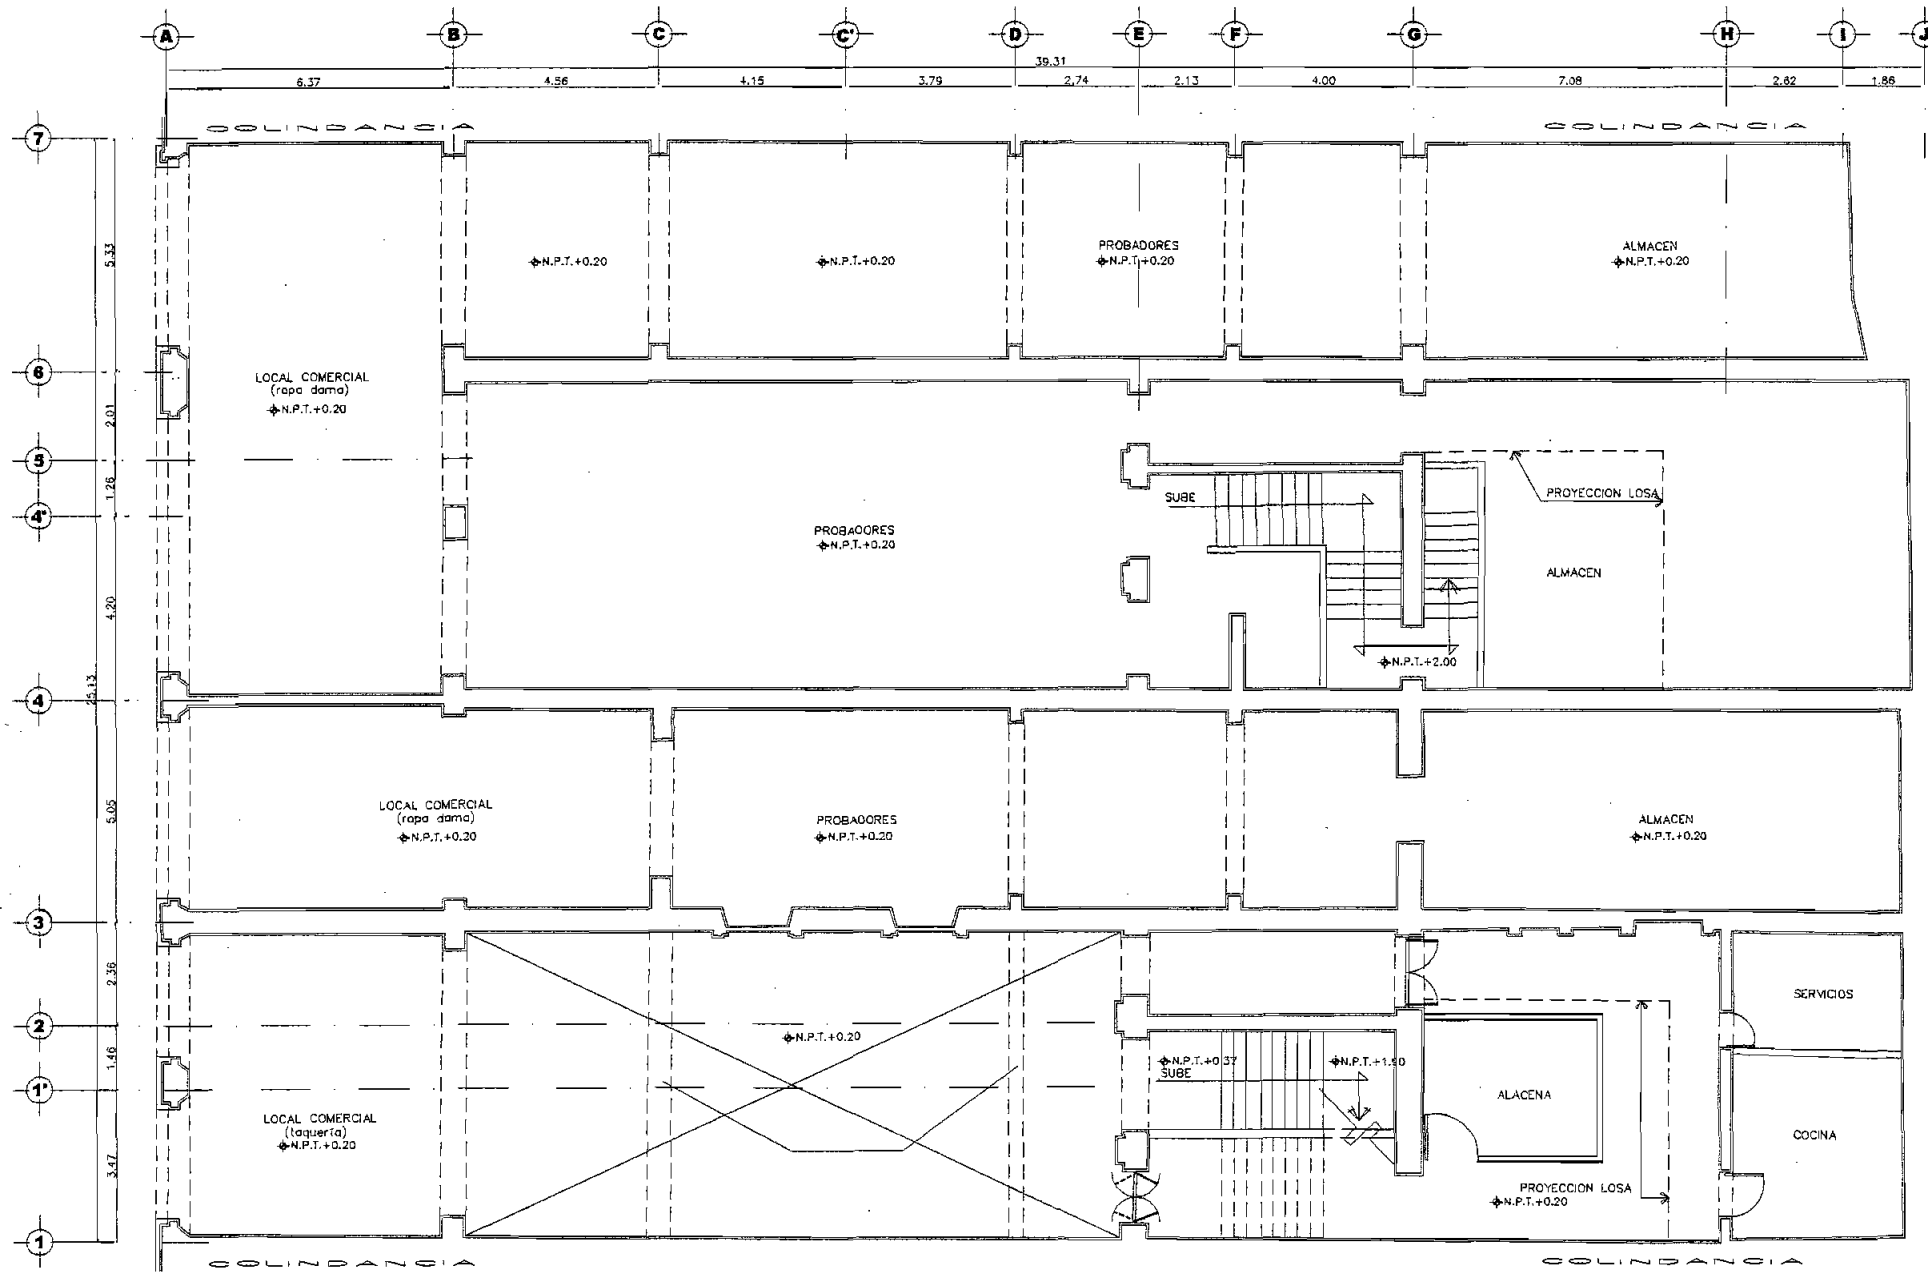 A B C C' D E F G H I J
39.31
6.37 4.56 4.15 3.79 2.74 2.13 4.00 7.08 2.62 1.86
COLINDANCIA COLINDANCIA
7
5.33
PROBADORES
N.P.T.+0.20
ALMACEN
N.P.T.+0.20
N.P.T.+0.20
N.P.T.+0.20
6
LOCAL COMERCIAL
(ropa dama)
N.P.T.+0.20
2.01
5
1.26
4'
SUBE
PROYECCION LOSA
PROBADORES
N.P.T.+0.20
ALMACEN
4.20
N.P.T.+2.00
25.13
4
5.05
LOCAL COMERCIAL
(ropa dama)
N.P.T.+0.20
PROBADORES
N.P.T.+0.20
ALMACEN
N.P.T.+0.20
3
2.36
SERVICIOS
2
N.P.T.+0.20
1.46
N.P.T.+0.37
SUBE
N.P.T.+1.90
1'
ALACENA
LOCAL COMERCIAL
(taquería)
N.P.T.+0.20
COCINA
3.47
PROYECCION LOSA
N.P.T.+0.20
1
COLINDANCIA COLINDANCIA